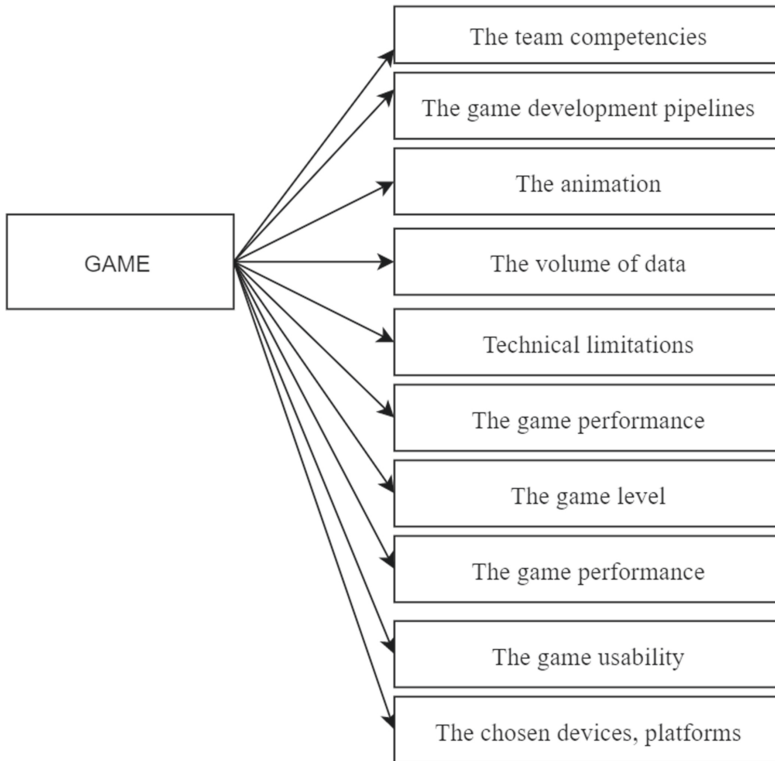 The team competencies
The game development pipelines
The animation
GAME
The volume of data
Technical limitations
The game performance
The game level
The game performance
The game usability
The chosen devices, platforms